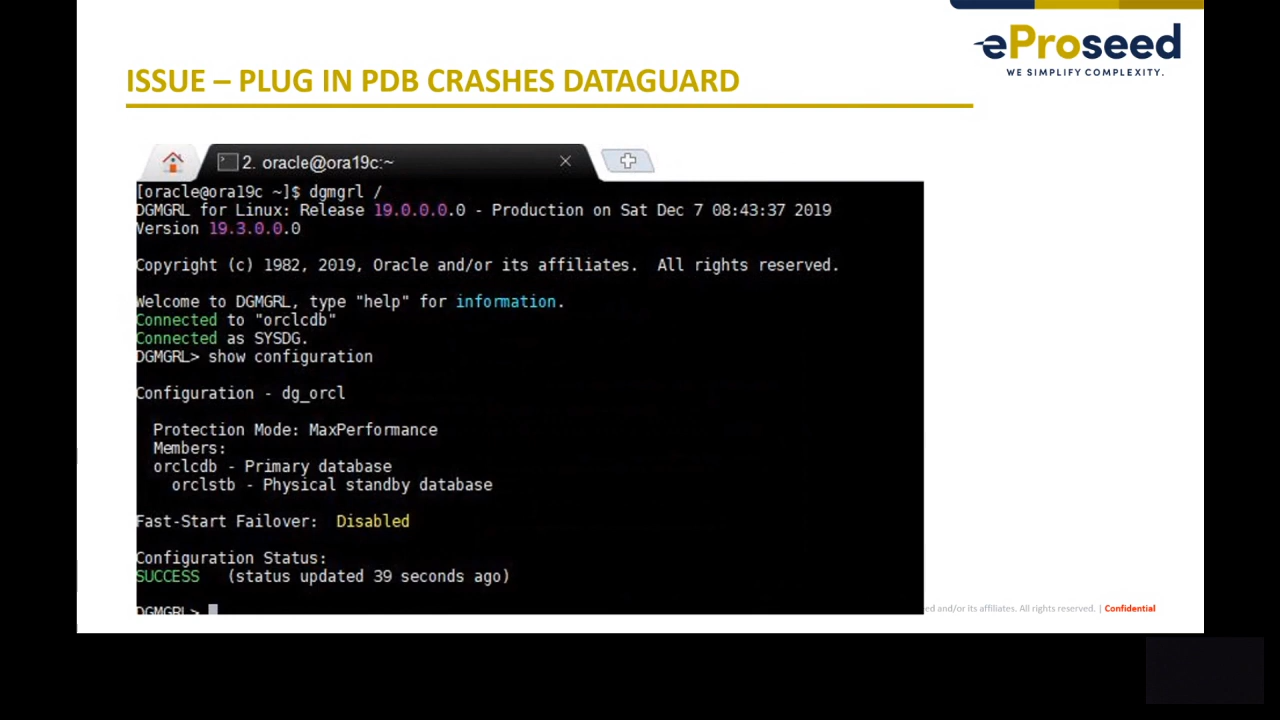 eProseed
WE SIMPLIFY COMPLEXITY.
ISSUE – PLUG IN PDB CRASHES DATAGUARD
2. oracle@ora19c:~
[oracle@ora19c ~]$ dgmgrl /
DGMGRL for Linux: Release 19.0.0.0.0 - Production on Sat Dec 7 08:43:37 2019
Version 19.3.0.0.0
Copyright (c) 1982, 2019, Oracle and/or its affiliates.  All rights reserved.
Welcome to DGMGRL, type "help" for information.
Connected to "orclcdb"
Connected as SYSDG.
DGMGRL> show configuration
Configuration - dg_orcl
Protection Mode: MaxPerformance
Members:
orclcdb - Primary database
orclstb - Physical standby database
Fast-Start Failover:  Disabled
Configuration Status:
SUCCESS   (status updated 39 seconds ago)
DGMGRL>
and/or its affiliates. All rights reserved. | Confidential